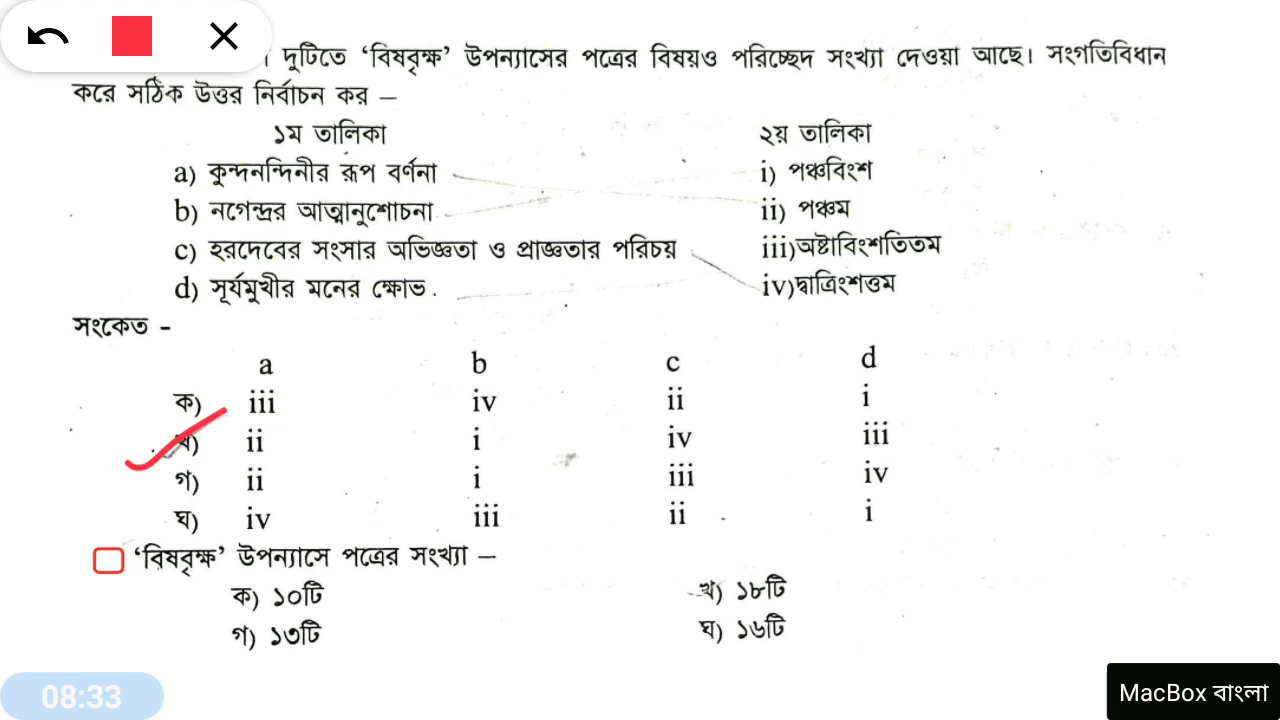 । দুটিতে ‘বিষবৃক্ষ’ উপন্যাসের পত্রের বিষয়ও পরিচ্ছেদ সংখ্যা দেওয়া আছে। সংগতিবিধান
করে সঠিক উত্তর নির্বাচন কর –
১ম তালিকা ২য় তালিকা
a) কুন্দনন্দিনীর রূপ বর্ণনা i) পঞ্চবিংশ
b) নগেন্দ্রর আত্মানুশোচনা ii) পঞ্চম
c) হরদেবের সংসার অভিজ্ঞতা ও প্রাজ্ঞতার পরিচয় iii)অষ্টাবিংশতিতম
d) সূর্যমুখীর মনের ক্ষোভ. iv)দ্বাত্রিংশত্তম
সংকেত -
a b c d
ক) iii iv ii i
খ) ii i iv iii
গ) ii i iii iv
ঘ) iv iii ii i
‘বিষবৃক্ষ’ উপন্যাসে পত্রের সংখ্যা –
ক) ১০টি খ) ১৮টি
গ) ১৩টি ঘ) ১৬টি
08:33
MacBox বাংলা